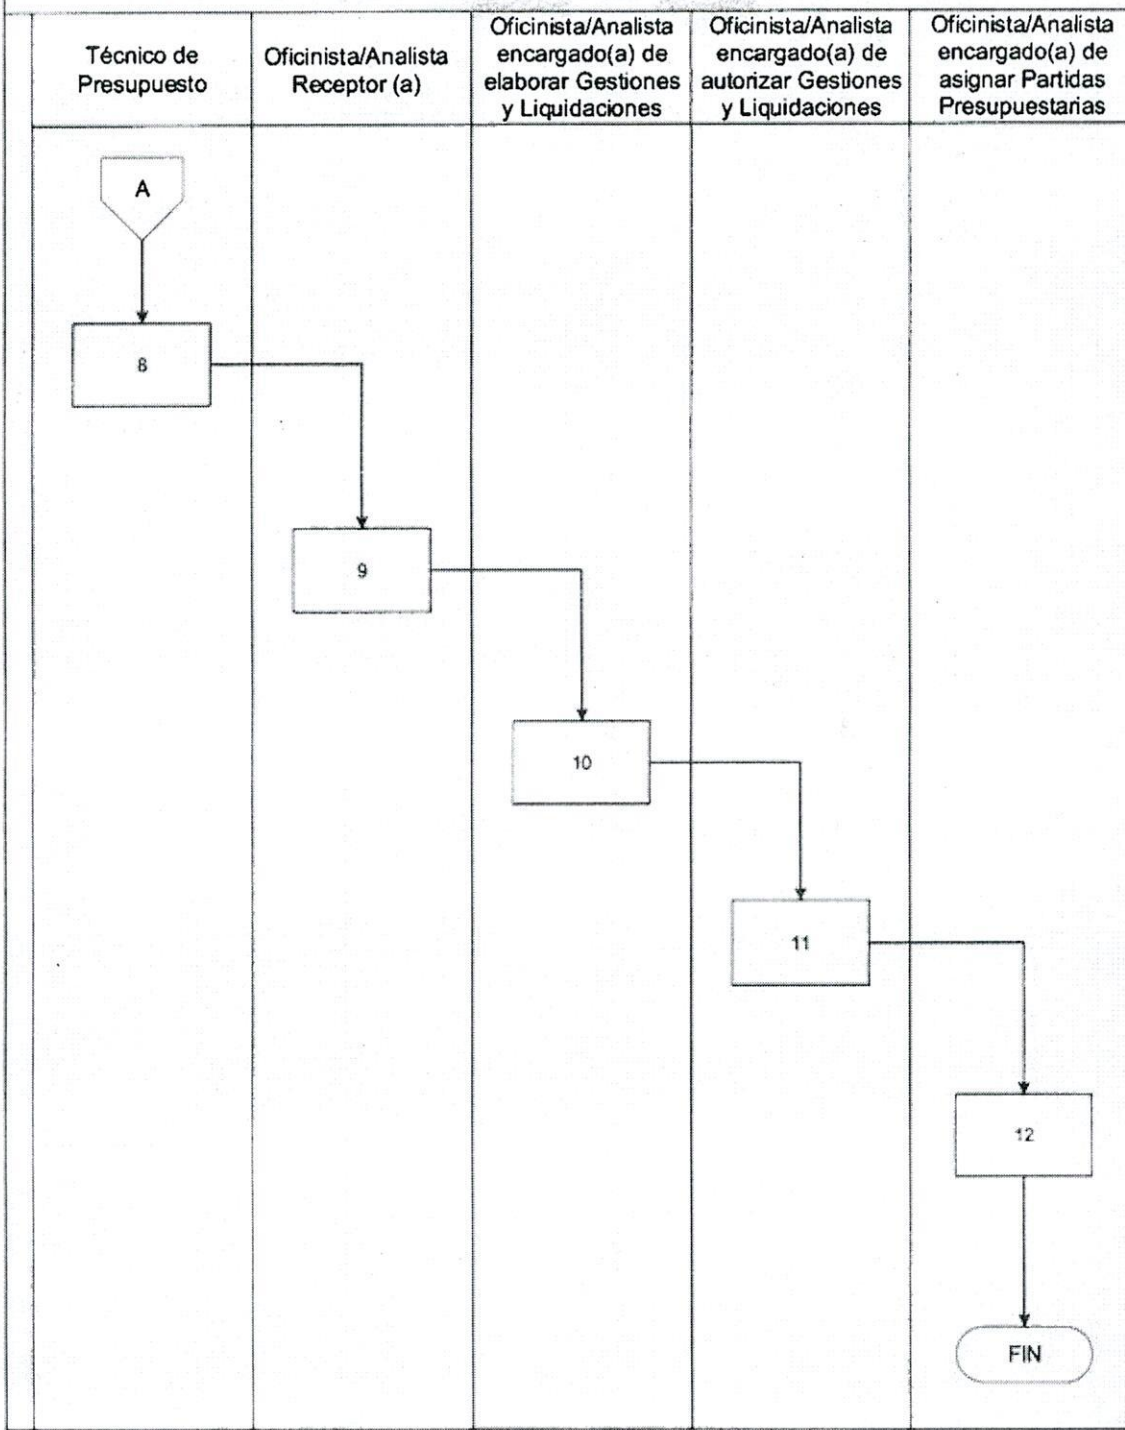 Técnico de
Presupuesto
Oficinista/Analista
Receptor (a)
Oficinista/Analista
encargado(a) de
elaborar Gestiones
y Liquidaciones
Oficinista/Analista
encargado(a) de
autorizar Gestiones
y Liquidaciones
Oficinista/Analista
encargado(a) de
asignar Partidas
Presupuestarias
A
8
9
10
11
12
FIN